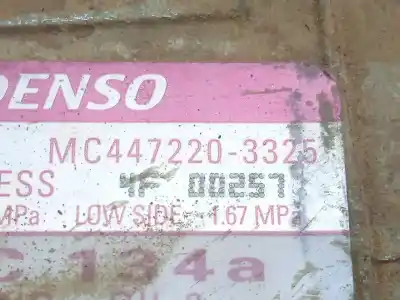 DENSO
MC447220-3325
ESS 4F 00257
MPa LOW SIDE 1.67 MPa
C 134a